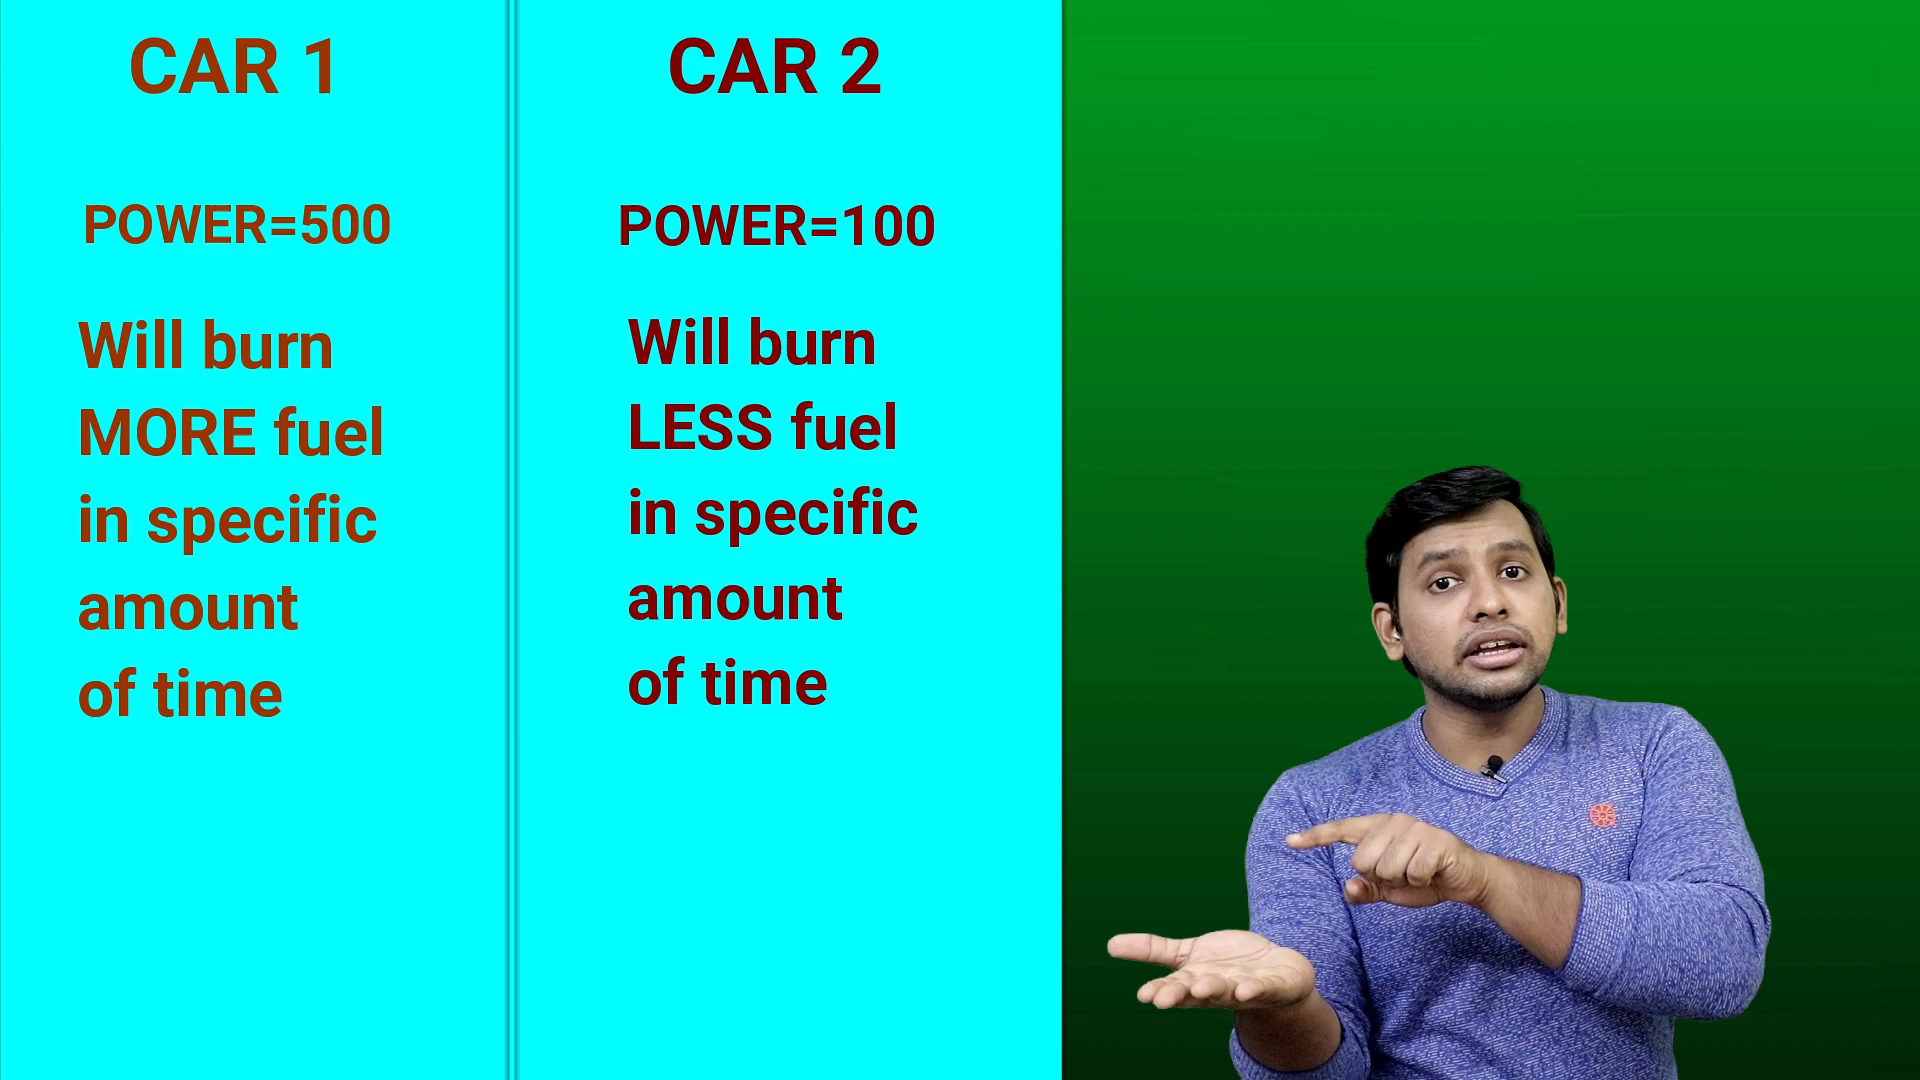 CAR 1
POWER=500
Will burn
MORE fuel
in specific
amount
of time
CAR 2
POWER=100
Will burn
LESS fuel
in specific
amount
of time